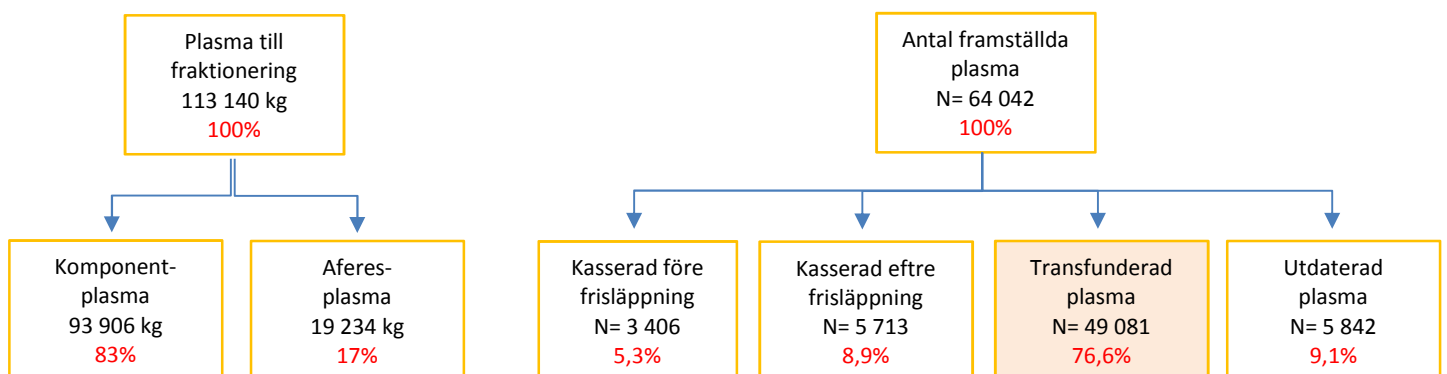 Plasma till
fraktionering
113 140 kg
100%
Antal framställda
plasma
N= 64 042
100%
Komponent-
plasma
93 906 kg
83%
Aferes-
plasma
19 234 kg
17%
Kasserad före
frisläppning
N= 3 406
5,3%
Kasserad eftre
frisläppning
N= 5 713
8,9%
Transfunderad
plasma
N= 49 081
76,6%
Utdaterad
plasma
N= 5 842
9,1%